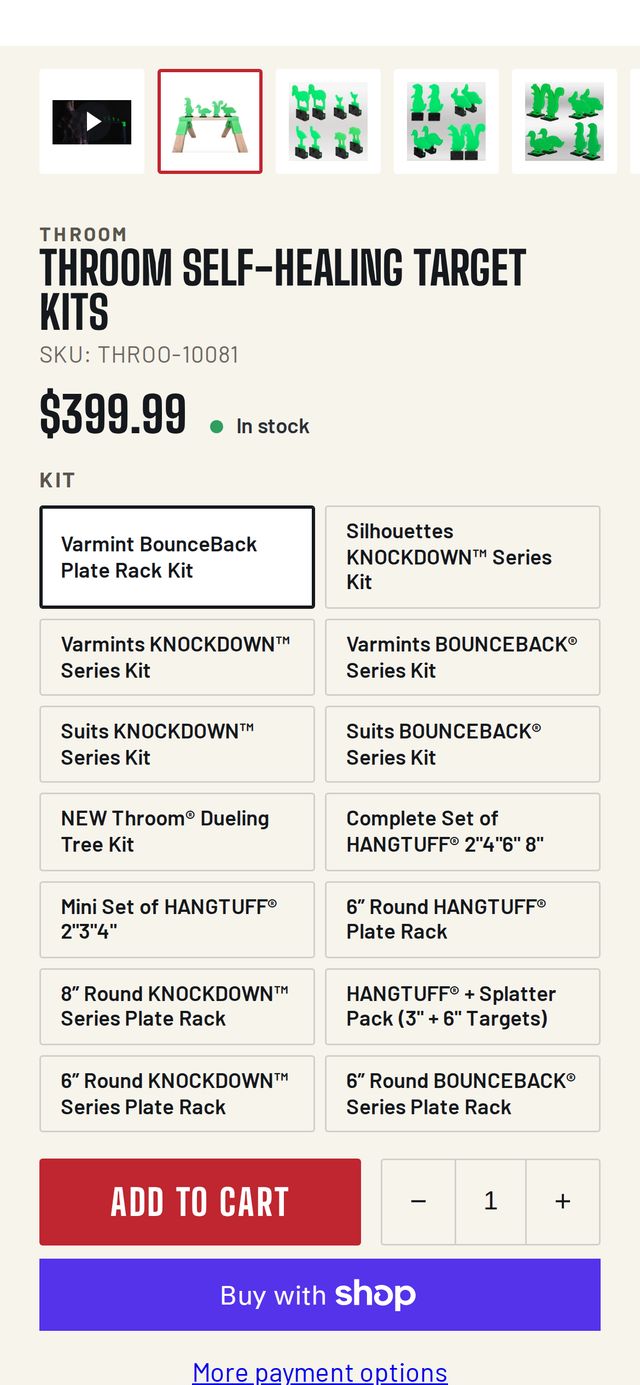 THROOM
THROOM SELF-HEALING TARGET
KITS
SKU: THROO-10081
$399.99
In stock
KIT
Varmint BounceBack
Plate Rack Kit
Silhouettes
KNOCKDOWN™ Series
Kit
Varmints KNOCKDOWN™
Series Kit
Varmints BOUNCEBACK®
Series Kit
Suits KNOCKDOWN™
Series Kit
Suits BOUNCEBACK®
Series Kit
NEW Throom® Dueling
Tree Kit
Complete Set of
HANGTUFF® 2"4"6" 8"
Mini Set of HANGTUFF®
2"3"4"
6” Round HANGTUFF®
Plate Rack
8” Round KNOCKDOWN™
Series Plate Rack
HANGTUFF® + Splatter
Pack (3" + 6" Targets)
6” Round KNOCKDOWN™
Series Plate Rack
6” Round BOUNCEBACK®
Series Plate Rack
ADD TO CART
− 1 +
Buy with shop
More payment options